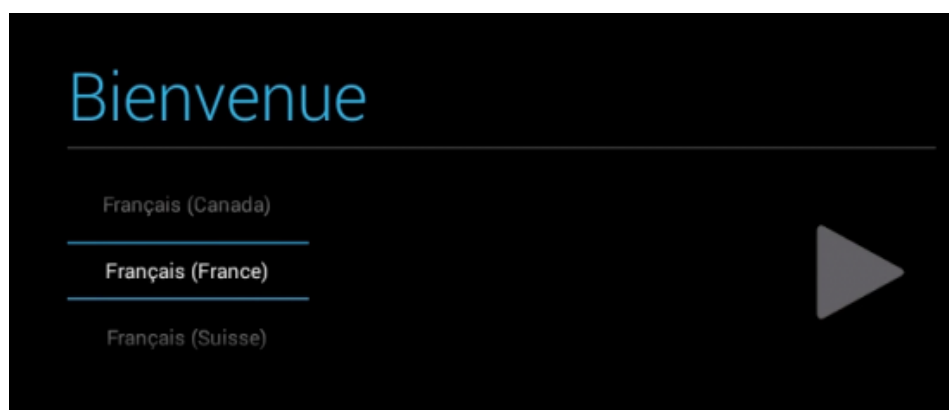 Bienvenue
Français (Canada)
Français (France)
Français (Suisse)